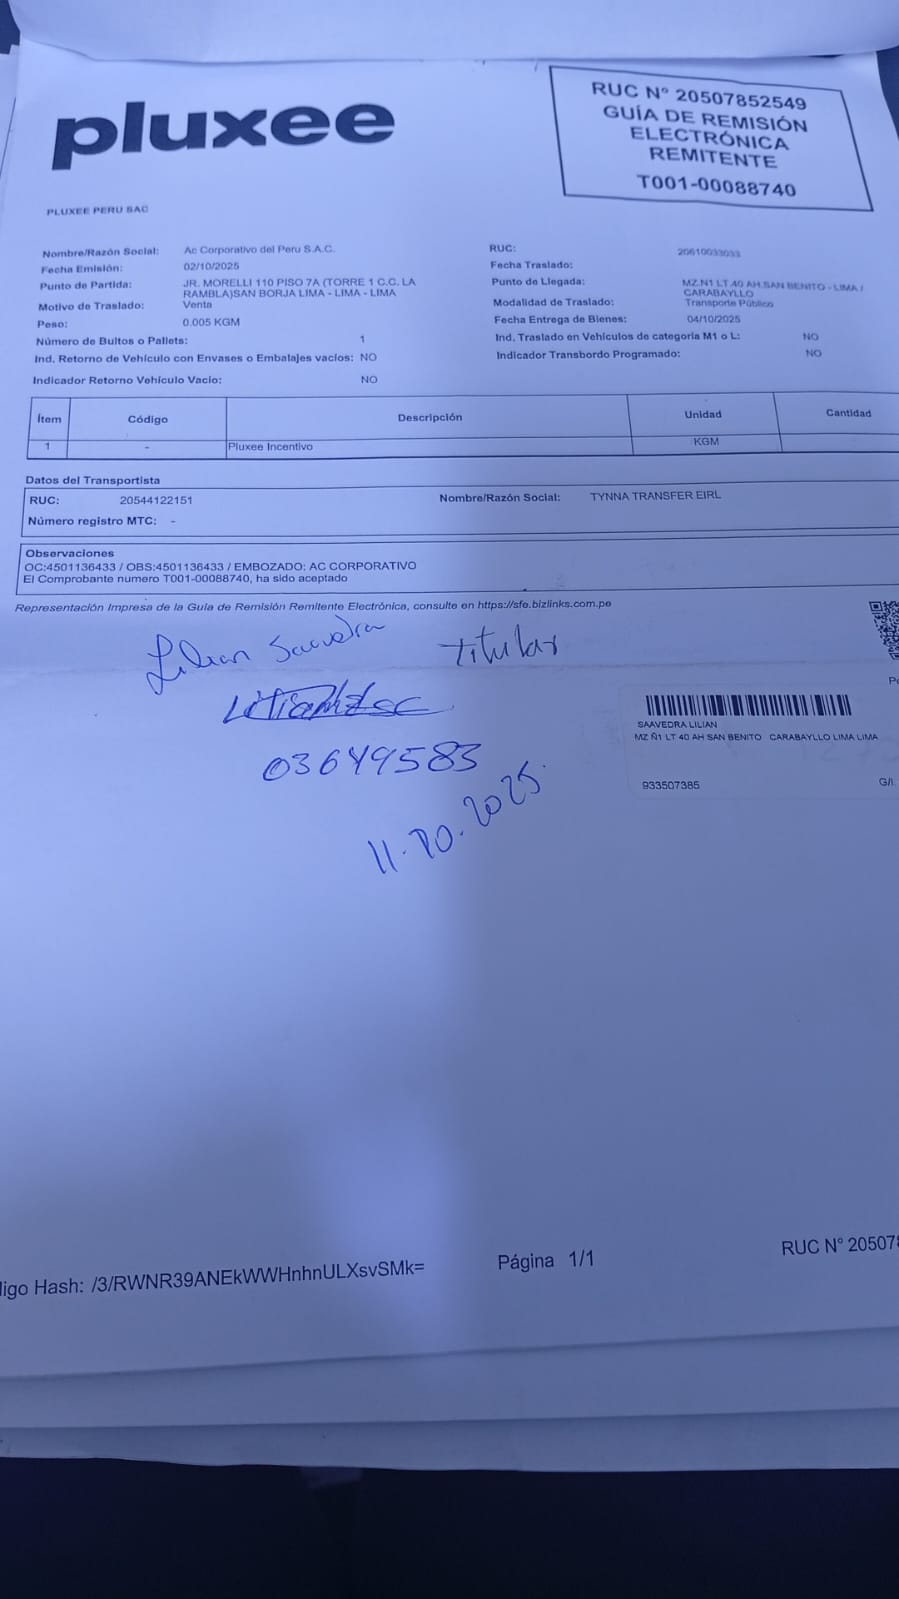 pluxee
RUC N° 20507852549
GUÍA DE REMISIÓN
ELECTRÓNICA
REMITENTE
T001-00088740
PLUXEE PERU SAC
Nombre/Razón Social: Ac Corporativo del Peru S.A.C.
Fecha Emisión: 02/10/2025
Punto de Partida: JR. MORELLI 110 PISO 7A (TORRE 1 C.C. LA
RAMBLA)SAN BORJA LIMA - LIMA - LIMA
Motivo de Traslado: Venta
Peso: 0.005 KGM
Número de Bultos o Pallets: 1
Ind. Retorno de Vehículo con Envases o Embalajes vacíos: NO
Indicador Retorno Vehículo Vacio: NO
RUC: 20610033033
Fecha Traslado:
Punto de Llegada: MZ.N1 LT.40 AH.SAN BENITO - LIMA /
CARABAYLLO
Modalidad de Traslado: Transporte Público
Fecha Entrega de Bienes: 04/10/2025
Ind. Traslado en Vehículos de categoría M1 o L: NO
Indicador Transbordo Programado: NO
Ítem Código Descripción Unidad Cantidad
1 - Pluxee Incentivo KGM
Datos del Transportista
RUC: 20544122151 Nombre/Razón Social: TYNNA TRANSFER EIRL
Número registro MTC: -
Observaciones
OC:4501136433 / OBS:4501136433 / EMBOZADO: AC CORPORATIVO
El Comprobante numero T001-00088740, ha sido aceptado
Representación Impresa de la Guía de Remisión Remitente Electrónica, consulte en https://sfe.bizlinks.com.pe
Lilian Saavedra Titular
03649583
11.10.2025.
SAAVEDRA LILIAN
MZ Ñ1 LT 40 AH SAN BENITO CARABAYLLO LIMA LIMA
933507385 G/I
igo Hash: /3/RWNR39ANEkWWHnhnULXsvSMk=
Página 1/1
RUC N° 20507